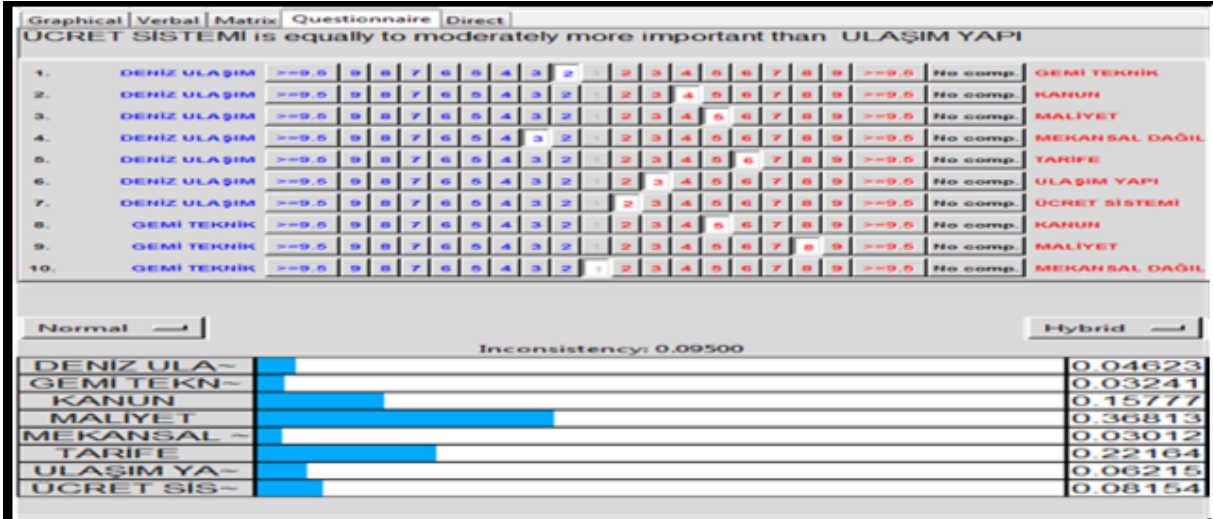 Graphical Verbal Matrix Questionnaire Direct
ÜCRET SİSTEMİ is equally to moderately more important than ULAŞIM YAPI
1. DENİZ ULAŞIM >=9.5 9 8 7 6 5 4 3 2 1 2 3 4 5 6 7 8 9 >=9.5 No comp. GEMİ TEKNİK
2. DENİZ ULAŞIM >=9.5 9 8 7 6 5 4 3 2 1 2 3 4 5 6 7 8 9 >=9.5 No comp. KANUN
3. DENİZ ULAŞIM >=9.5 9 8 7 6 5 4 3 2 1 2 3 4 5 6 7 8 9 >=9.5 No comp. MALİYET
4. DENİZ ULAŞIM >=9.5 9 8 7 6 5 4 3 2 1 2 3 4 5 6 7 8 9 >=9.5 No comp. MEKANSAL DAĞIL
5. DENİZ ULAŞIM >=9.5 9 8 7 6 5 4 3 2 1 2 3 4 5 6 7 8 9 >=9.5 No comp. TARİFE
6. DENİZ ULAŞIM >=9.5 9 8 7 6 5 4 3 2 1 2 3 4 5 6 7 8 9 >=9.5 No comp. ULAŞIM YAPI
7. DENİZ ULAŞIM >=9.5 9 8 7 6 5 4 3 2 1 2 3 4 5 6 7 8 9 >=9.5 No comp. ÜCRET SİSTEMİ
8. GEMİ TEKNİK >=9.5 9 8 7 6 5 4 3 2 1 2 3 4 5 6 7 8 9 >=9.5 No comp. KANUN
9. GEMİ TEKNİK >=9.5 9 8 7 6 5 4 3 2 1 2 3 4 5 6 7 8 9 >=9.5 No comp. MALİYET
10. GEMİ TEKNİK >=9.5 9 8 7 6 5 4 3 2 1 2 3 4 5 6 7 8 9 >=9.5 No comp. MEKANSAL DAĞIL
Normal Hybrid
Inconsistency: 0.09500
DENİZ ULA~ 0.04623
GEMİ TEKN~ 0.03241
KANUN 0.15777
MALİYET 0.36813
MEKANSAL ~ 0.03012
TARİFE 0.22164
ULAŞIM YA~ 0.06215
ÜCRET SİS~ 0.08154